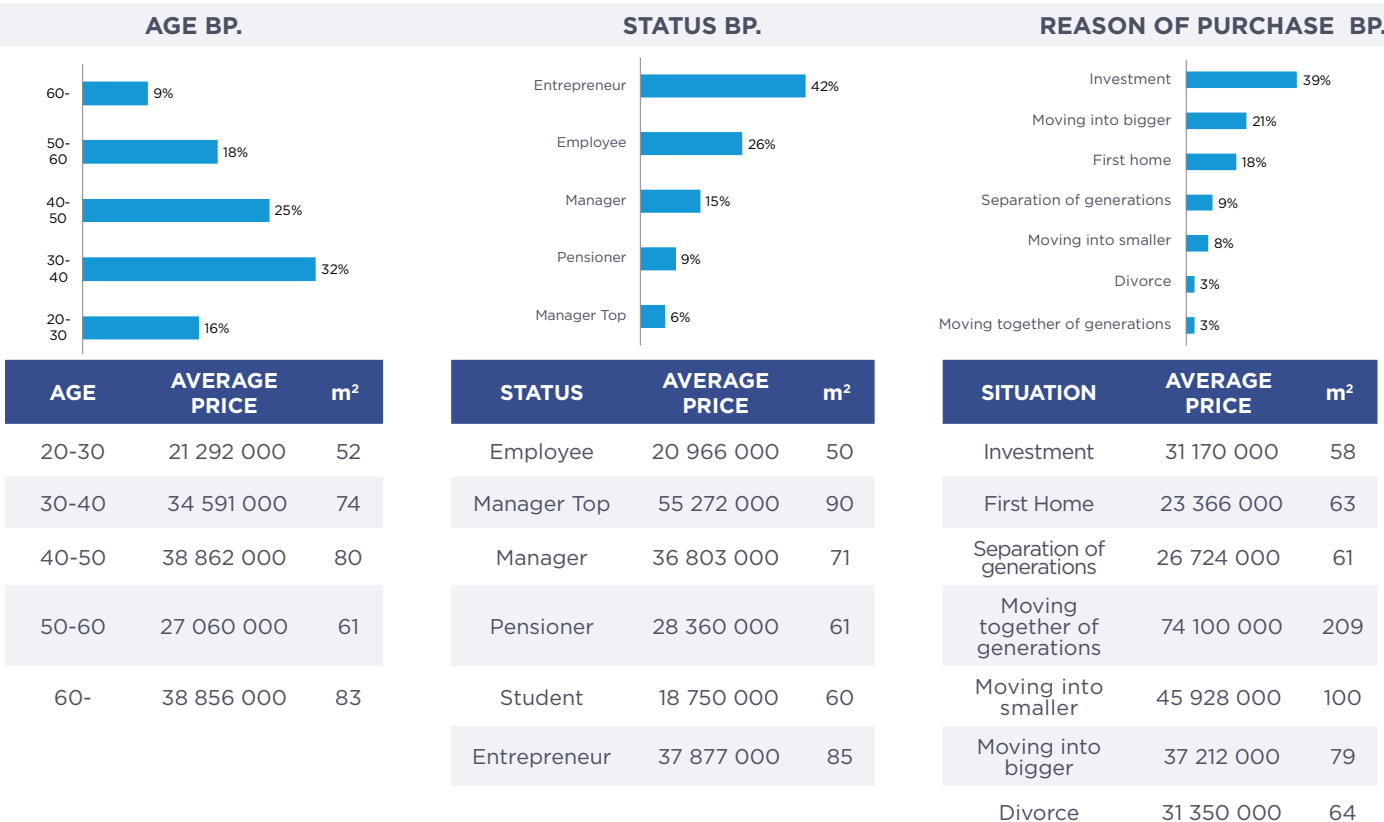 AGE BP.
60-
9%
50-
60
18%
40-
50
25%
30-
40
32%
20-
30
16%
AGE AVERAGE PRICE m²
20-30 21 292 000 52
30-40 34 591 000 74
40-50 38 862 000 80
50-60 27 060 000 61
60- 38 856 000 83
STATUS BP.
Entrepreneur 42%
Employee 26%
Manager 15%
Pensioner 9%
Manager Top 6%
STATUS AVERAGE PRICE m²
Employee 20 966 000 50
Manager Top 55 272 000 90
Manager 36 803 000 71
Pensioner 28 360 000 61
Student 18 750 000 60
Entrepreneur 37 877 000 85
REASON OF PURCHASE BP.
Investment 39%
Moving into bigger 21%
First home 18%
Separation of generations 9%
Moving into smaller 8%
Divorce 3%
Moving together of generations 3%
SITUATION AVERAGE PRICE m²
Investment 31 170 000 58
First Home 23 366 000 63
Separation of
generations 26 724 000 61
Moving
together of
generations 74 100 000 209
Moving into
smaller 45 928 000 100
Moving into
bigger 37 212 000 79
Divorce 31 350 000 64